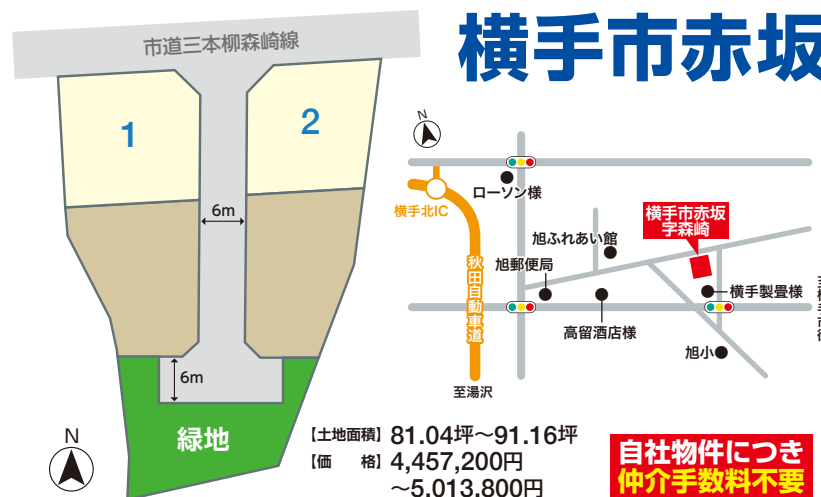 横手市赤坂
市道三本柳森崎線
1
2
6m
6m
緑地
N
N
ローソン様
横手北IC
秋田自動車道
至湯沢
旭ふれあい館
旭郵便局
高留酒店様
横手市赤坂
字森崎
横手製畳様
旭小
【土地面積】81.04坪〜91.16坪
【価　格】4,457,200円
〜5,013,800円
自社物件につき
仲介手数料不要